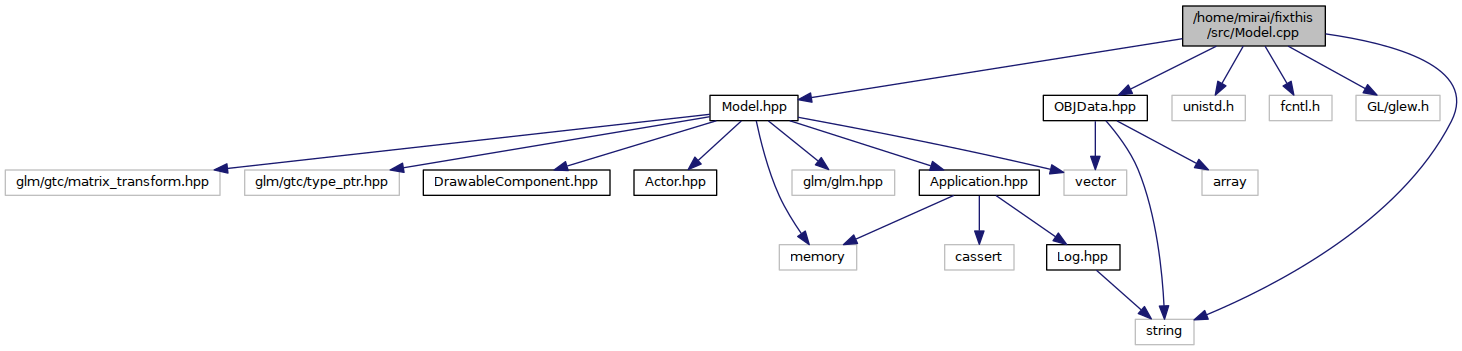 /home/mirai/fixthis
/src/Model.cpp
Model.hpp
OBJData.hpp
unistd.h
fcntl.h
GL/glew.h
glm/gtc/matrix_transform.hpp
glm/gtc/type_ptr.hpp
DrawableComponent.hpp
Actor.hpp
glm/glm.hpp
Application.hpp
vector
array
memory
cassert
Log.hpp
string